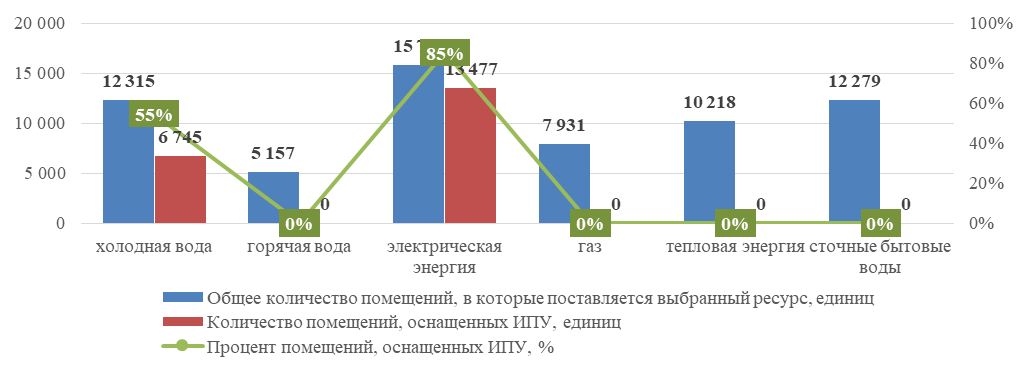 20 000
15 000
10 000
5 000
0
100%
80%
60%
40%
20%
0%
12 315
55%
6 745
5 157
0%
0
85%
13 477
7 931
0%
0
10 218
0%
0
12 279
0%
0
холодная вода
горячая вода
электрическая
энергия
газ
тепловая энергия
сточные бытовые
воды
Общее количество помещений, в которые поставляется выбранный ресурс, единиц
Количество помещений, оснащенных ИПУ, единиц
Процент помещений, оснащенных ИПУ, %